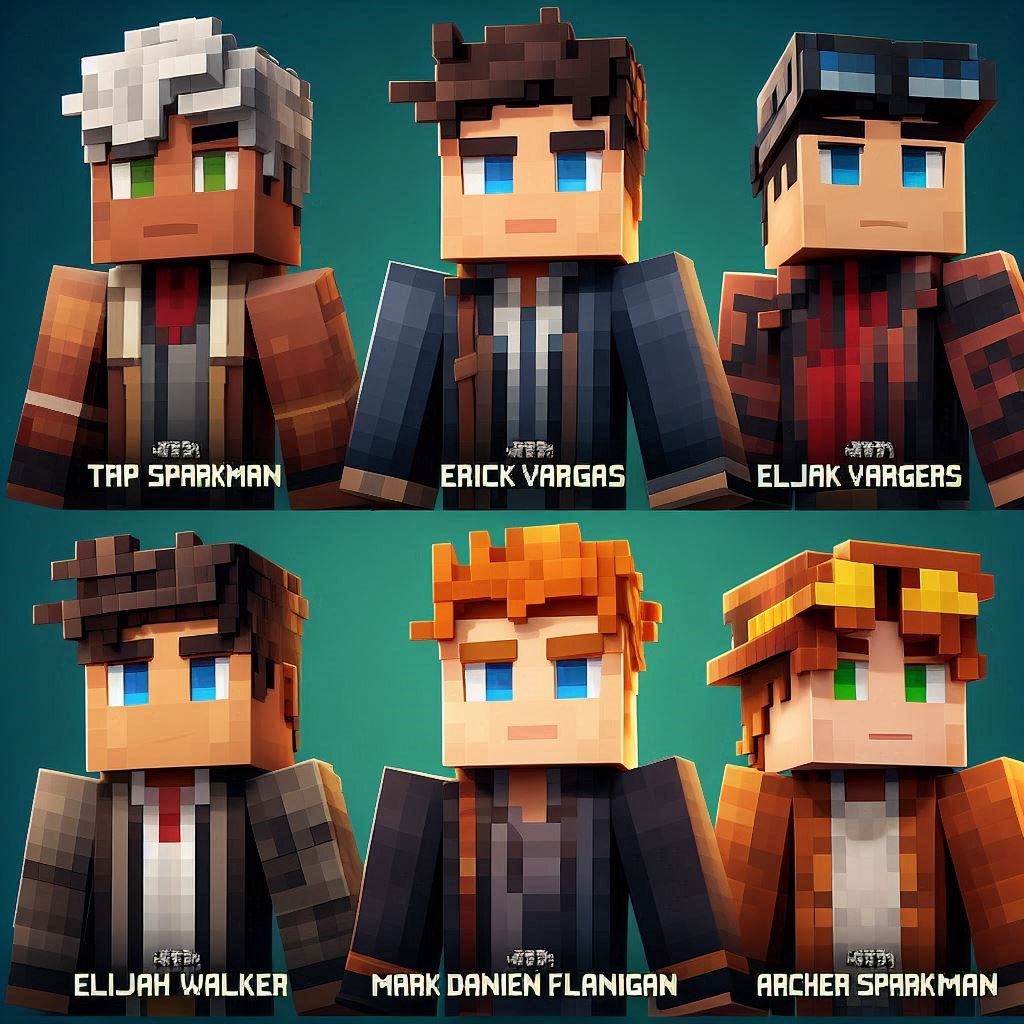 TAP SPARKMAN
ERICK VARGAS
ELJAK VARGERS
ELIJAH WALKER
MARK DANIEN FLANIGAN
ARCHER SPARKMAN